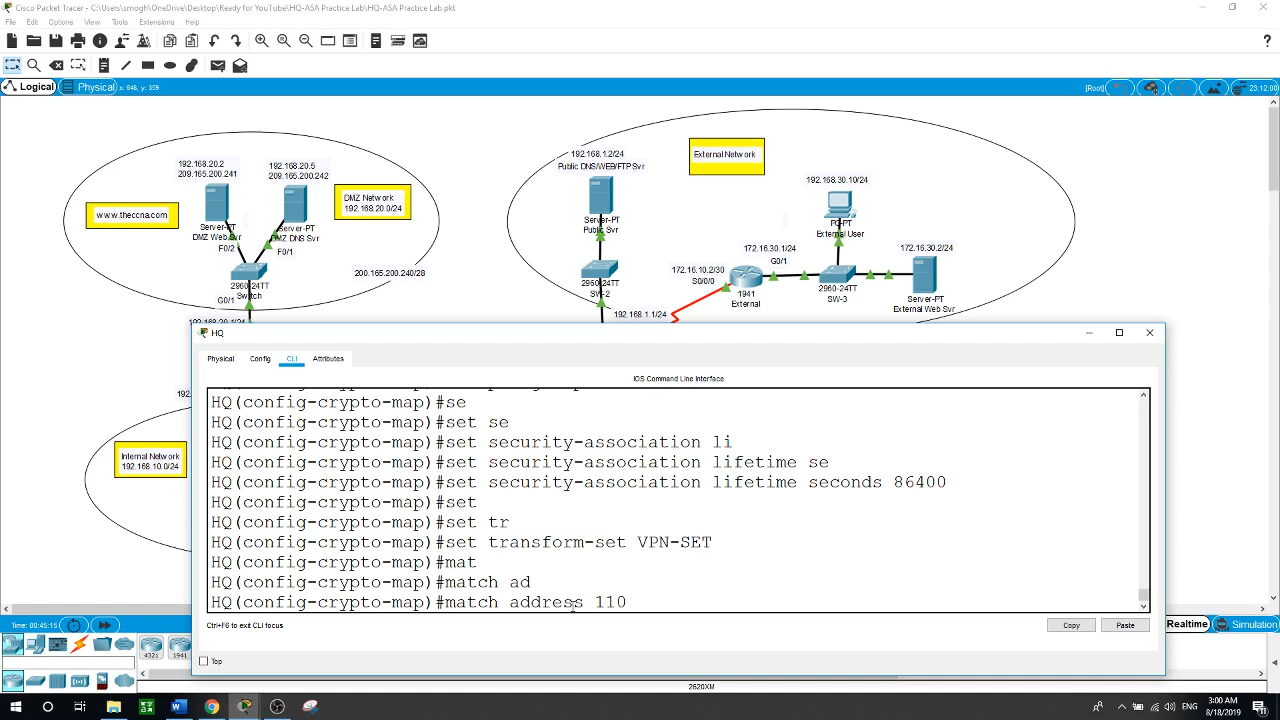 Cisco Packet Tracer - C:\Users\smogh\OneDrive\Desktop\Ready for YouTube\HQ-ASA Practice Lab\HQ-ASA Practice Lab.pkt
File Edit Options View Tools Extensions Help
Logical Physical x: 848, y: 359 [Root] 23:12:00
192.168.20.2
209.165.200.241
192.168.20.5
209.165.200.242
www.theccna.com
DMZ Network
192.168.20.0/24
Server-PT
DMZ Web Svr
Server-PT
DMZ DNS Svr
F0/2
F0/1
2960-24TT
Switch
G0/1
200.165.200.240/28
192.168.1.2/24
Public DNS/WEB/FTP Svr
External Network
192.168.30.10/24
Server-PT
Public Svr
PC-PT
External User
172.16.30.1/24
G0/1
172.16.30.2/24
172.16.10.2/30
S0/0/0
2960-24TT
SW-2
1941
External
2960-24TT
SW-3
Server-PT
External Web Svr
192.168.1.1/24
Internal Network
192.168.10.0/24
HQ
Physical Config CLI Attributes
IOS Command Line Interface
HQ(config-crypto-map)#se
HQ(config-crypto-map)#set se
HQ(config-crypto-map)#set security-association li
HQ(config-crypto-map)#set security-association lifetime se
HQ(config-crypto-map)#set security-association lifetime seconds 86400
HQ(config-crypto-map)#set
HQ(config-crypto-map)#set tr
HQ(config-crypto-map)#set transform-set VPN-SET
HQ(config-crypto-map)#mat
HQ(config-crypto-map)#match ad
HQ(config-crypto-map)#match address 110
Ctrl+F6 to exit CLI focus
Copy Paste
Top
Time: 00:45:15
Realtime Simulation
4321 1941
2620XM
ENG
3:00 AM
8/18/2019